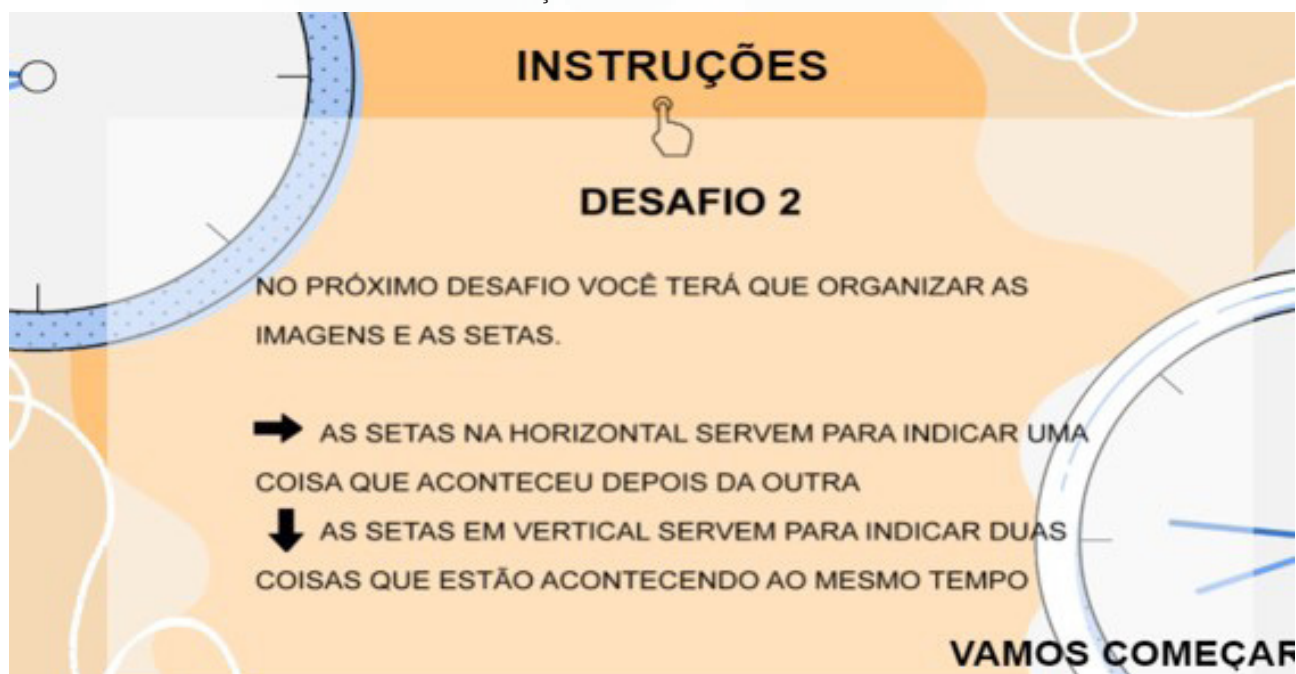 INSTRUÇÕES
DESAFIO 2
NO PRÓXIMO DESAFIO VOCÊ TERÁ QUE ORGANIZAR AS
IMAGENS E AS SETAS.
AS SETAS NA HORIZONTAL SERVEM PARA INDICAR UMA
COISA QUE ACONTECEU DEPOIS DA OUTRA
AS SETAS EM VERTICAL SERVEM PARA INDICAR DUAS
COISAS QUE ESTÃO ACONTECENDO AO MESMO TEMPO
VAMOS COMEÇAR